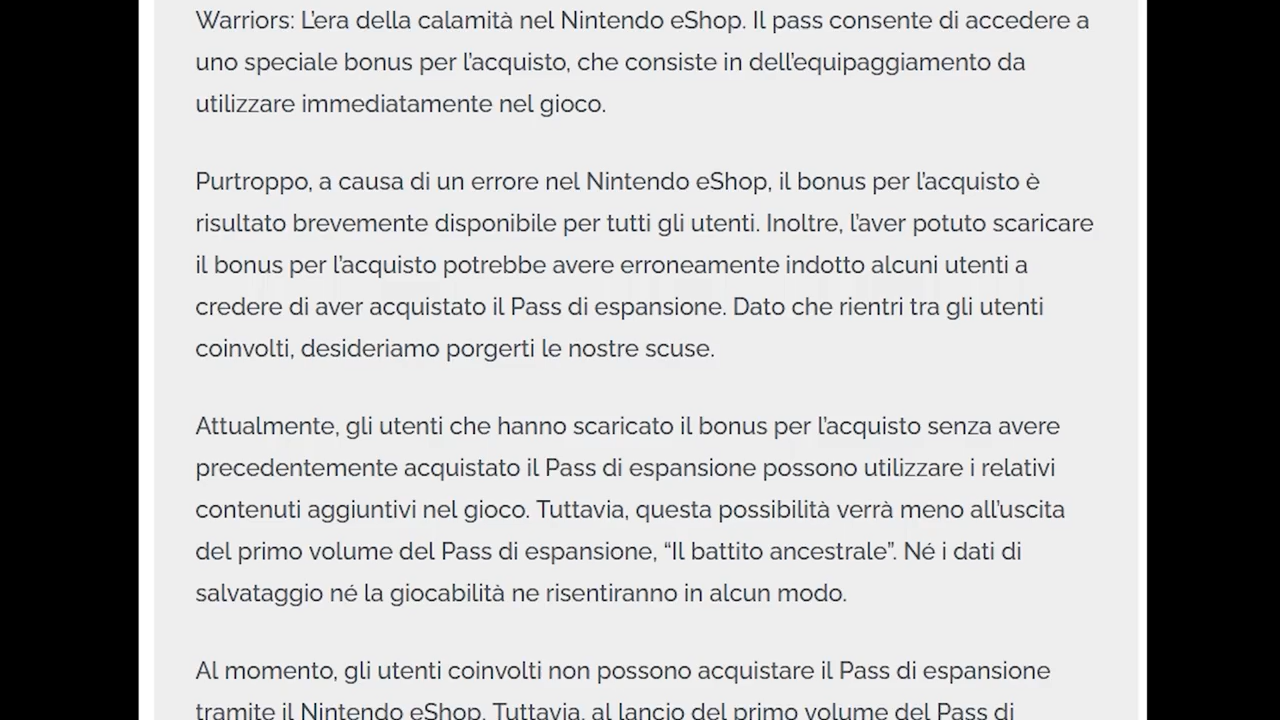 Warriors: L’era della calamità nel Nintendo eShop. Il pass consente di accedere a
uno speciale bonus per l’acquisto, che consiste in dell’equipaggiamento da
utilizzare immediatamente nel gioco.
Purtroppo, a causa di un errore nel Nintendo eShop, il bonus per l’acquisto è
risultato brevemente disponibile per tutti gli utenti. Inoltre, l’aver potuto scaricare
il bonus per l’acquisto potrebbe avere erroneamente indotto alcuni utenti a
credere di aver acquistato il Pass di espansione. Dato che rientri tra gli utenti
coinvolti, desideriamo porgerti le nostre scuse.
Attualmente, gli utenti che hanno scaricato il bonus per l’acquisto senza avere
precedentemente acquistato il Pass di espansione possono utilizzare i relativi
contenuti aggiuntivi nel gioco. Tuttavia, questa possibilità verrà meno all’uscita
del primo volume del Pass di espansione, “Il battito ancestrale”. Né i dati di
salvataggio né la giocabilità ne risentiranno in alcun modo.
Al momento, gli utenti coinvolti non possono acquistare il Pass di espansione
tramite il Nintendo eShop. Tuttavia, al lancio del primo volume del Pass di